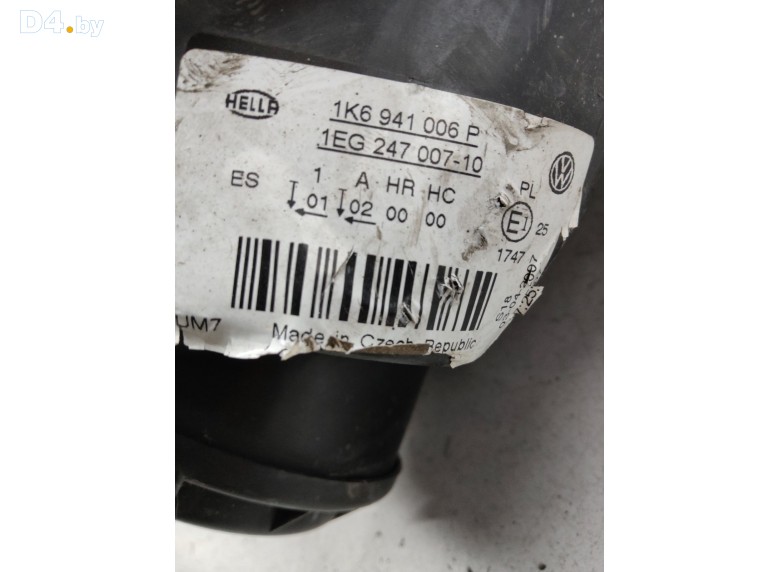 D4.by
HELLA
1K6 941 006 P
1EG 247 007-10
ES 1 A HR HC PL
01 02 00 00 E1 25
1747
UM7 Made in Czech Republic